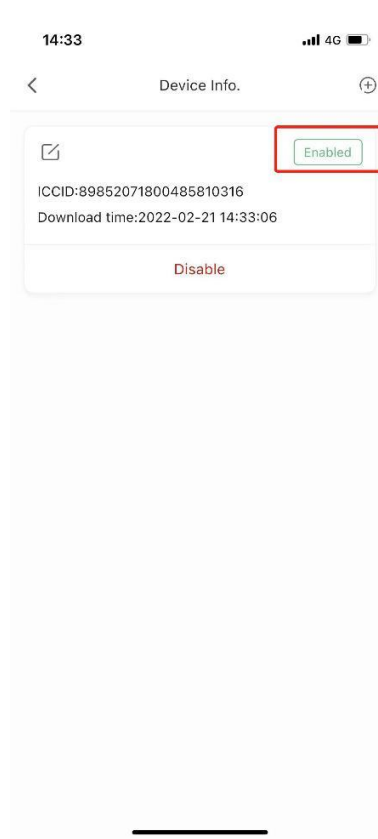 14:33
4G
Device Info.
Enabled
ICCID:89852071800485810316
Download time:2022-02-21 14:33:06
Disable